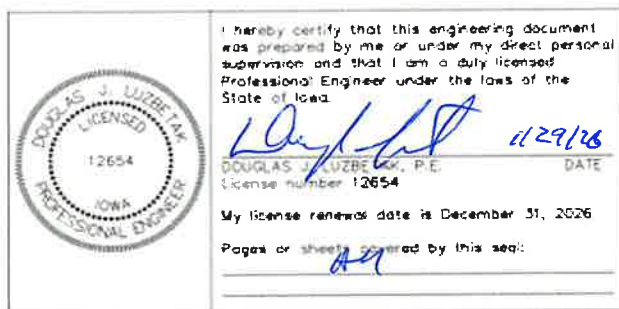 DOUGLAS J. LUZBETAK
LICENSED
12654
IOWA
PROFESSIONAL ENGINEER
I hereby certify that this engineering document
was prepared by me or under my direct personal
supervision and that I am a duly licensed
Professional Engineer under the laws of the
State of Iowa
1/29/26
DOUGLAS J. LUZBETAK, P.E. DATE
License number 12654
My license renewal date is December 31, 2026
Pages or sheets covered by this seal:
All